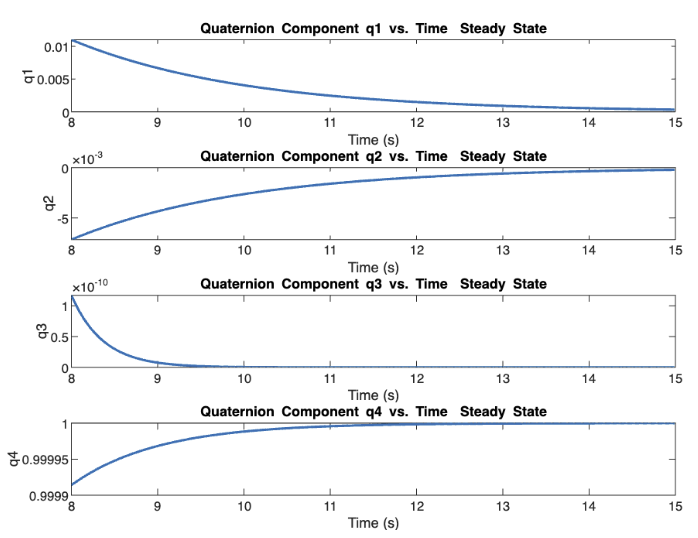 Quaternion Component q1 vs. Time Steady State
0.01
0.005
0
q1
8 9 10 11 12 13 14 15
Time (s)
×10-3
Quaternion Component q2 vs. Time Steady State
0
-5
q2
8 9 10 11 12 13 14 15
Time (s)
×10-10
Quaternion Component q3 vs. Time Steady State
1
0.5
0
q3
8 9 10 11 12 13 14 15
Time (s)
Quaternion Component q4 vs. Time Steady State
1
0.99995
0.9999
q4
8 9 10 11 12 13 14 15
Time (s)